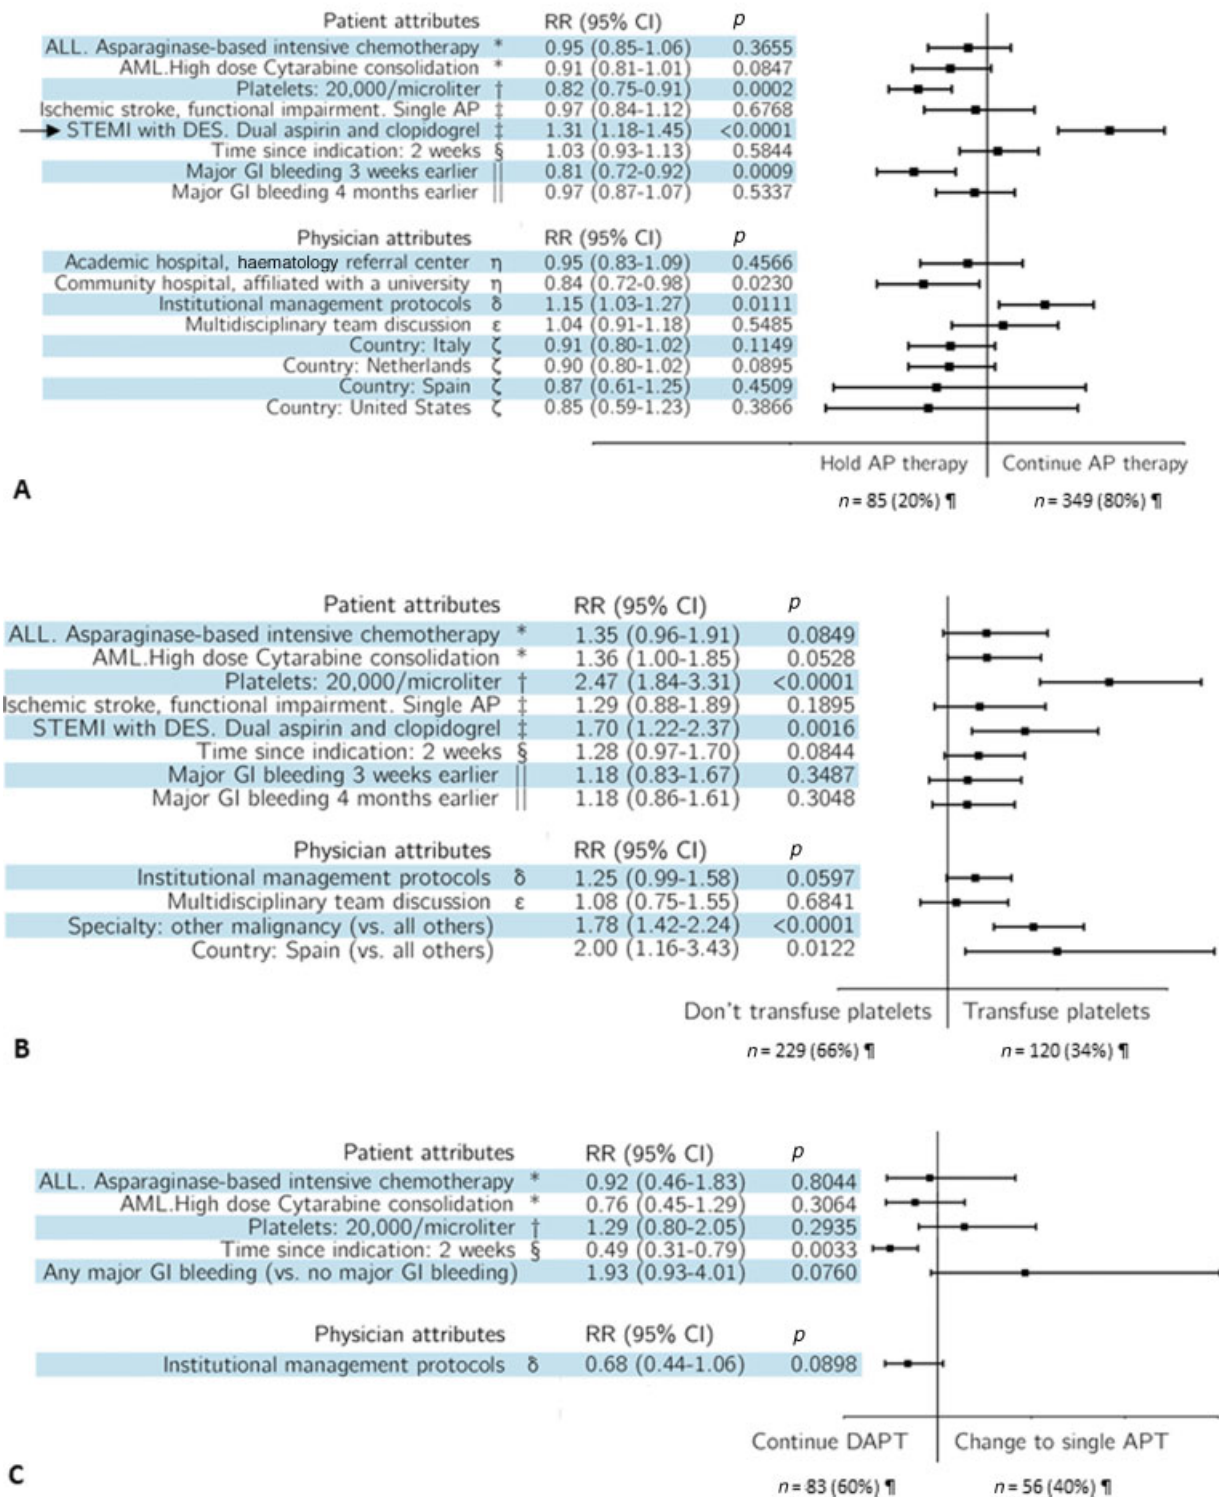 Patient attributes RR (95% CI) p
ALL. Asparaginase-based intensive chemotherapy * 0.95 (0.85-1.06) 0.3655
AML.High dose Cytarabine consolidation * 0.91 (0.81-1.01) 0.0847
Platelets: 20,000/microliter † 0.82 (0.75-0.91) 0.0002
Ischemic stroke, functional impairment. Single AP ‡ 0.97 (0.84-1.12) 0.6768
STEMI with DES. Dual aspirin and clopidogrel ‡ 1.31 (1.18-1.45) <0.0001
Time since indication: 2 weeks § 1.03 (0.93-1.13) 0.5844
Major GI bleeding 3 weeks earlier || 0.81 (0.72-0.92) 0.0009
Major GI bleeding 4 months earlier || 0.97 (0.87-1.07) 0.5337
Physician attributes RR (95% CI) p
Academic hospital, haematology referral center η 0.95 (0.83-1.09) 0.4566
Community hospital, affiliated with a university η 0.84 (0.72-0.98) 0.0230
Institutional management protocols δ 1.15 (1.03-1.27) 0.0111
Multidisciplinary team discussion ε 1.04 (0.91-1.18) 0.5485
Country: Italy ζ 0.91 (0.80-1.02) 0.1149
Country: Netherlands ζ 0.90 (0.80-1.02) 0.0895
Country: Spain ζ 0.87 (0.61-1.25) 0.4509
Country: United States ζ 0.85 (0.59-1.23) 0.3866
Hold AP therapy Continue AP therapy
A
n = 85 (20%) ¶ n = 349 (80%) ¶
Patient attributes RR (95% CI) p
ALL. Asparaginase-based intensive chemotherapy * 1.35 (0.96-1.91) 0.0849
AML.High dose Cytarabine consolidation * 1.36 (1.00-1.85) 0.0528
Platelets: 20,000/microliter † 2.47 (1.84-3.31) <0.0001
Ischemic stroke, functional impairment. Single AP ‡ 1.29 (0.88-1.89) 0.1895
STEMI with DES. Dual aspirin and clopidogrel ‡ 1.70 (1.22-2.37) 0.0016
Time since indication: 2 weeks § 1.28 (0.97-1.70) 0.0844
Major GI bleeding 3 weeks earlier || 1.18 (0.83-1.67) 0.3487
Major GI bleeding 4 months earlier || 1.18 (0.86-1.61) 0.3048
Physician attributes RR (95% CI) p
Institutional management protocols δ 1.25 (0.99-1.58) 0.0597
Multidisciplinary team discussion ε 1.08 (0.75-1.55) 0.6841
Specialty: other malignancy (vs. all others) 1.78 (1.42-2.24) <0.0001
Country: Spain (vs. all others) 2.00 (1.16-3.43) 0.0122
Don't transfuse platelets Transfuse platelets
B
n = 229 (66%) ¶ n = 120 (34%) ¶
Patient attributes RR (95% CI) p
ALL. Asparaginase-based intensive chemotherapy * 0.92 (0.46-1.83) 0.8044
AML.High dose Cytarabine consolidation * 0.76 (0.45-1.29) 0.3064
Platelets: 20,000/microliter † 1.29 (0.80-2.05) 0.2935
Time since indication: 2 weeks § 0.49 (0.31-0.79) 0.0033
Any major GI bleeding (vs. no major GI bleeding) 1.93 (0.93-4.01) 0.0760
Physician attributes RR (95% CI) p
Institutional management protocols δ 0.68 (0.44-1.06) 0.0898
Continue DAPT Change to single APT
C
n = 83 (60%) ¶ n = 56 (40%) ¶